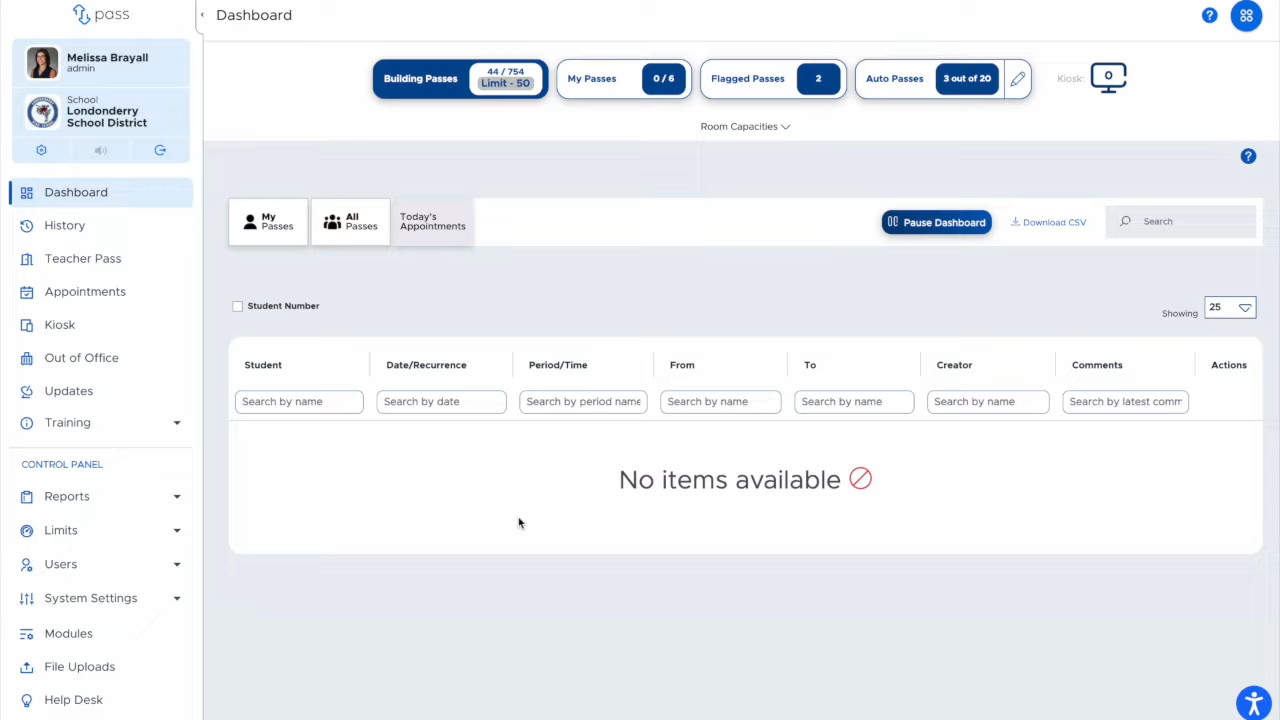 pass
Dashboard
?
Melissa Brayall
admin
School
Londonderry
School District
Building Passes
44 / 754
Limit - 50
My Passes
0 / 6
Flagged Passes
2
Auto Passes
3 out of 20
Kiosk:
0
Room Capacities
?
Dashboard
History
Teacher Pass
Appointments
Kiosk
Out of Office
Updates
Training
CONTROL PANEL
Reports
Limits
Users
System Settings
Modules
File Uploads
Help Desk
My
Passes
All
Passes
Today's
Appointments
Pause Dashboard
Download CSV
Search
Student Number
Showing
25
Student
Date/Recurrence
Period/Time
From
To
Creator
Comments
Actions
Search by name
Search by date
Search by period name
Search by name
Search by name
Search by name
Search by latest comm
No items available